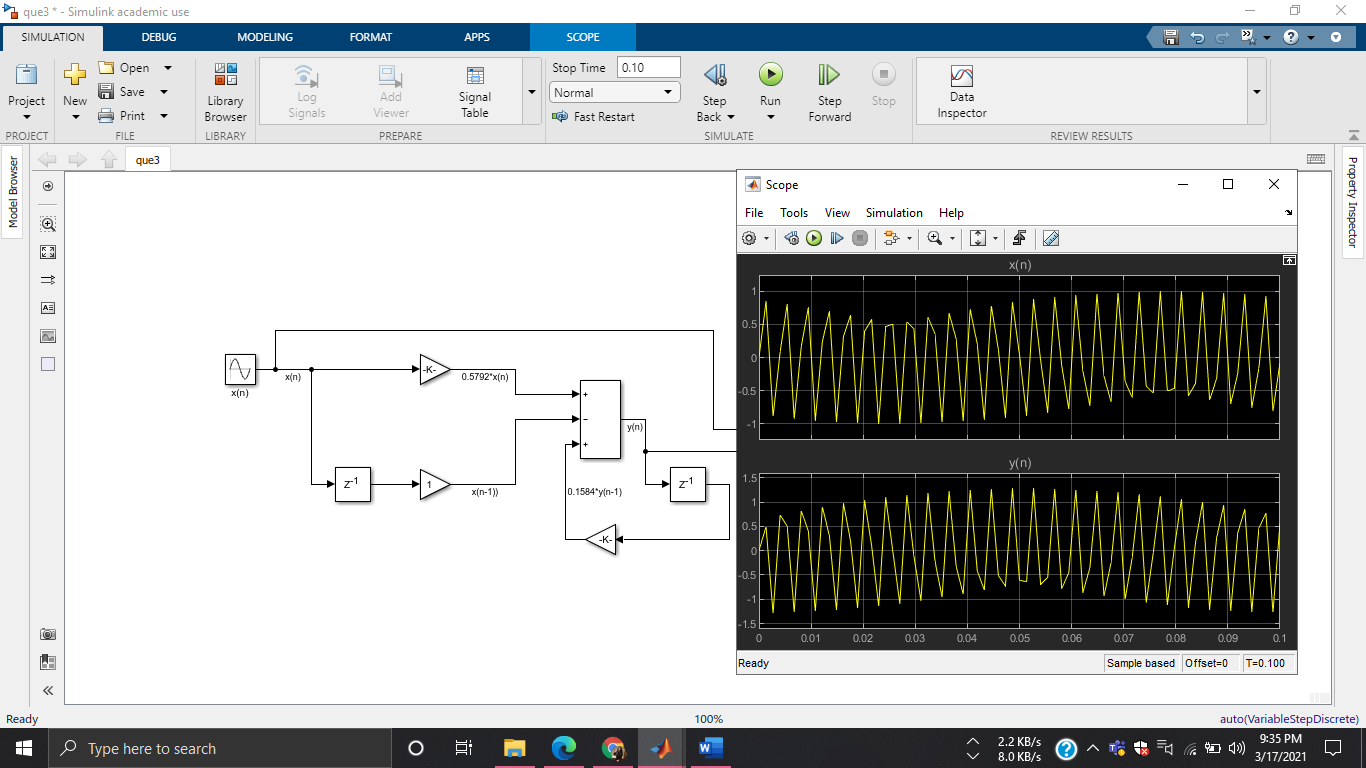 que3 * - Simulink academic use
SIMULATION DEBUG MODELING FORMAT APPS SCOPE
Project New Open Save Print Library Browser Log Signals Add Viewer Signal Table Stop Time 0.10 Normal Fast Restart Step Back Run Step Forward Stop Data Inspector
PROJECT FILE LIBRARY PREPARE SIMULATE REVIEW RESULTS
Model Browser
que3
Property Inspector
x(n)
x(n)
-K-
0.5792*x(n)
Z-1
1
x(n-1))
+
−
+
y(n)
Z-1
0.1584*y(n-1)
-K-
Scope
File Tools View Simulation Help
x(n)
1
0.5
0
-0.5
-1
y(n)
1.5
1
0.5
0
-0.5
-1
-1.5
0 0.01 0.02 0.03 0.04 0.05 0.06 0.07 0.08 0.09 0.1
Ready Sample based Offset=0 T=0.100
Ready 100% auto(VariableStepDiscrete)
Type here to search
2.2 KB/s
8.0 KB/s
9:35 PM
3/17/2021